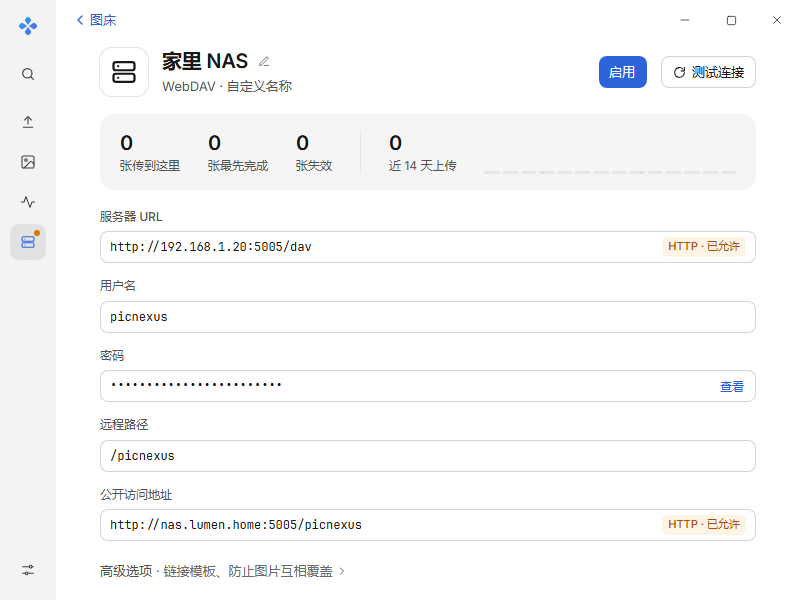 图床
家里 NAS
WebDAV · 自定义名称
启用
测试连接
0 0 0 0
张传到这里 张最先完成 张失效 近 14 天上传
服务器 URL
http://192.168.1.20:5005/dav HTTP · 已允许
用户名
picnexus
密码
•••••••••••••••••••••••• 查看
远程路径
/picnexus
公开访问地址
http://nas.lumen.home:5005/picnexus HTTP · 已允许
高级选项 · 链接模板、防止图片互相覆盖